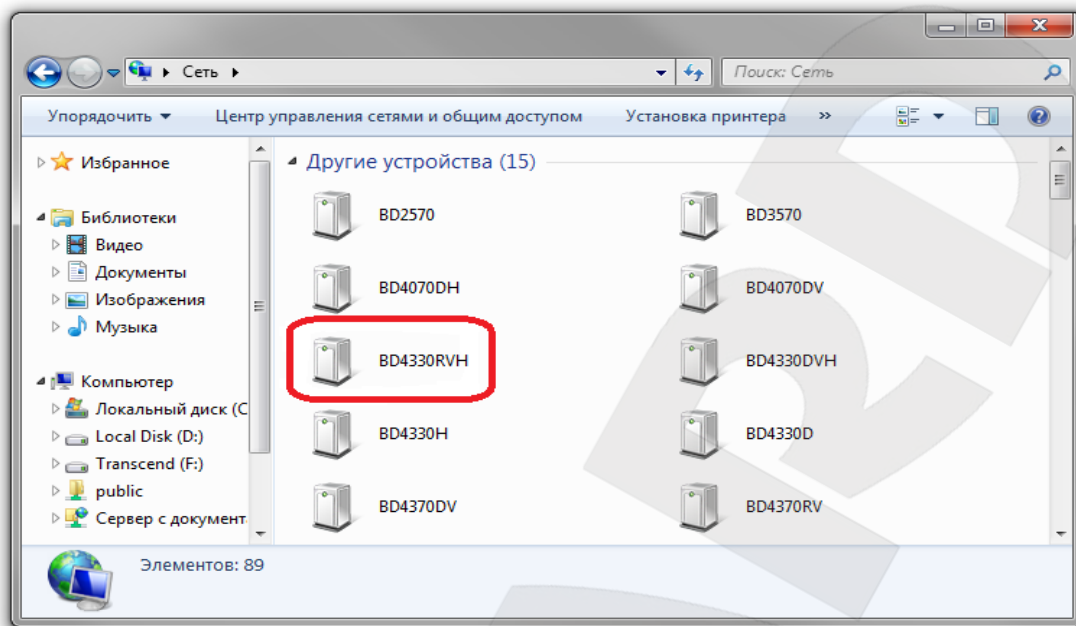 Сеть
Поиск: Сеть
Упорядочить Центр управления сетями и общим доступом Установка принтера »
Избранное
Библиотеки
Видео
Документы
Изображения
Музыка
Компьютер
Локальный диск (C
Local Disk (D:)
Transcend (F:)
public
Сервер с документ
Другие устройства (15)
BD2570 BD3570
BD4070DH BD4070DV
BD4330RVH BD4330DVH
BD4330H BD4330D
BD4370DV BD4370RV
Элементов: 89